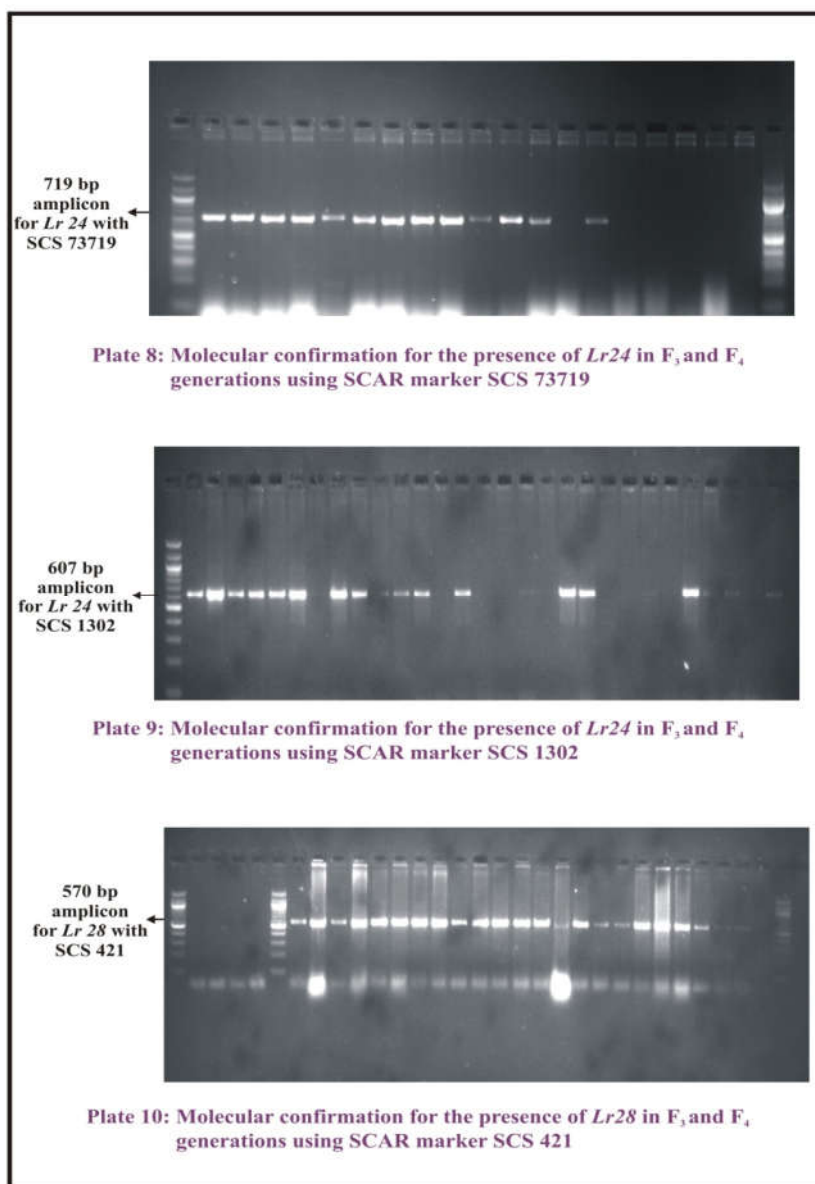 719 bp
amplicon
for Lr 24 with
SCS 73719
Plate 8: Molecular confirmation for the presence of Lr24 in F₃ and F₄
generations using SCAR marker SCS 73719
607 bp
amplicon
for Lr 24 with
SCS 1302
Plate 9: Molecular confirmation for the presence of Lr24 in F₃ and F₄
generations using SCAR marker SCS 1302
570 bp
amplicon
for Lr 28 with
SCS 421
Plate 10: Molecular confirmation for the presence of Lr28 in F₃ and F₄
generations using SCAR marker SCS 421